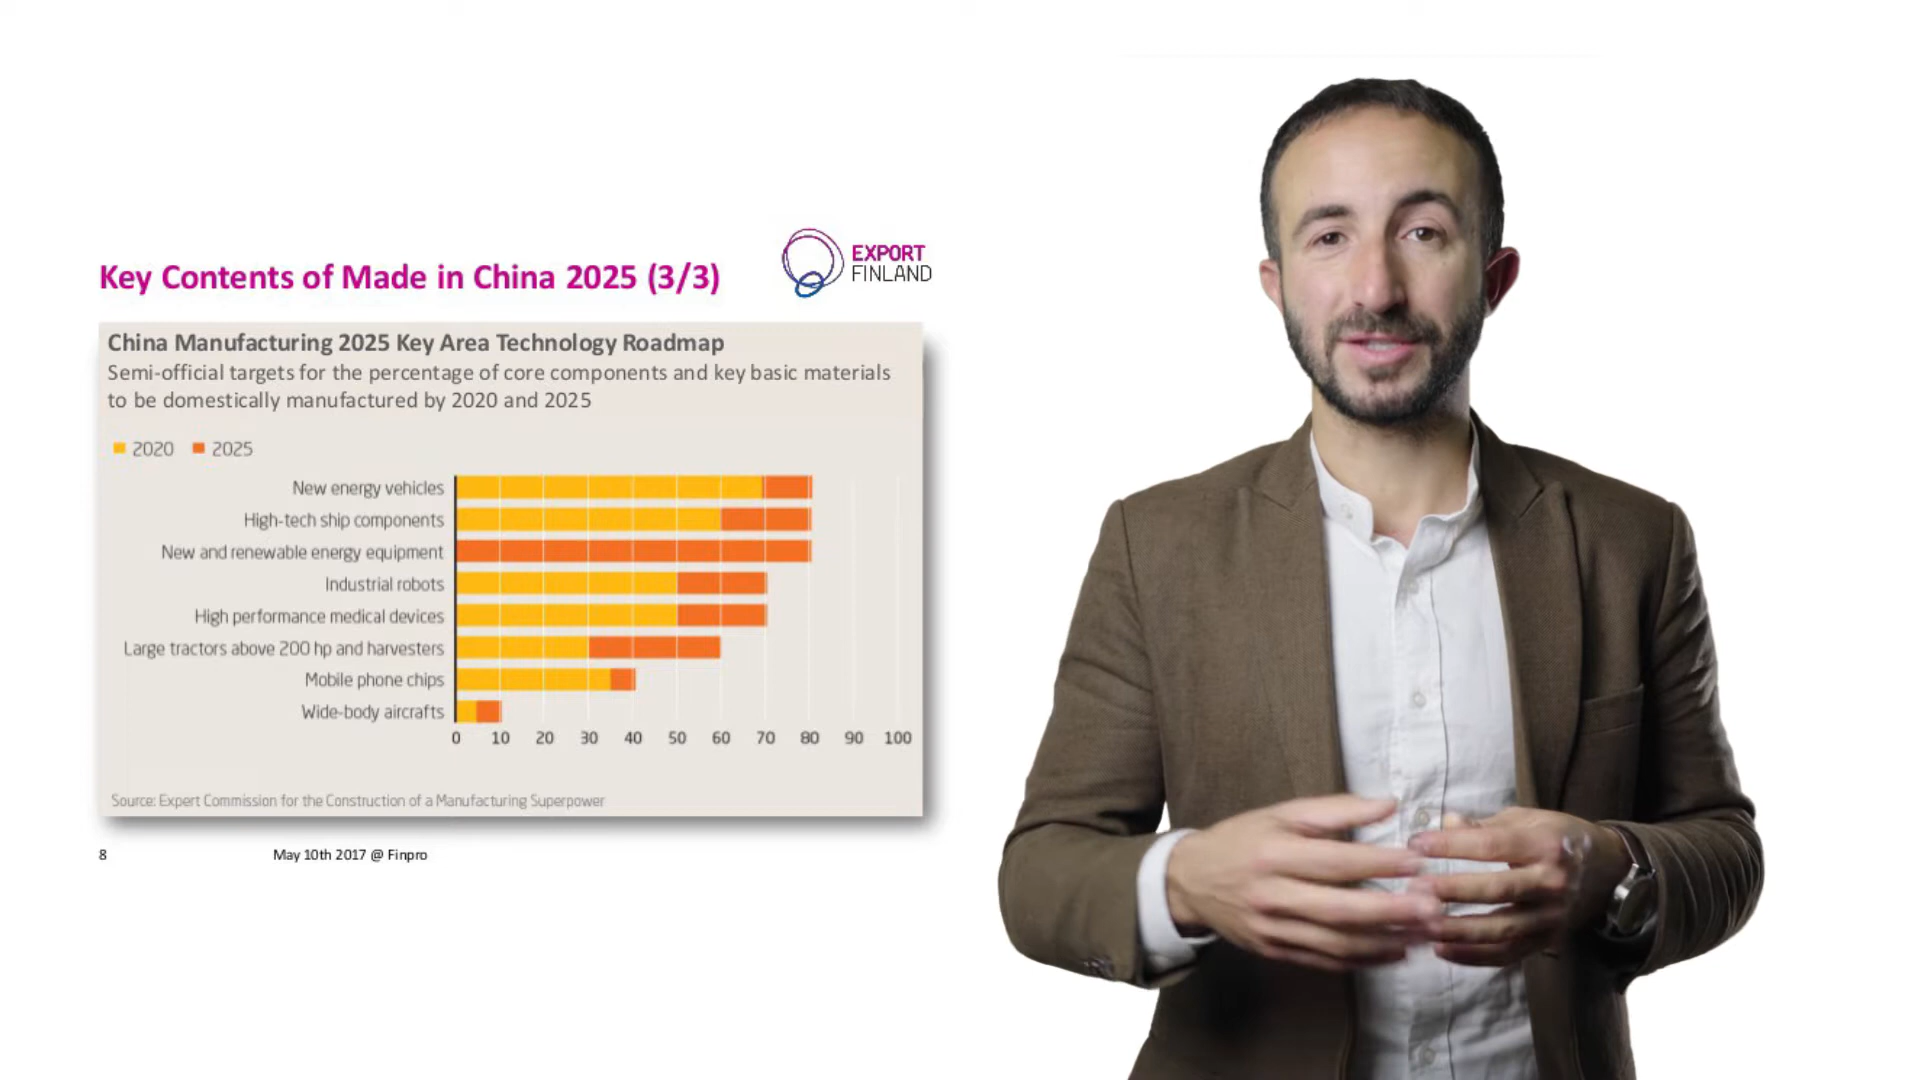 Key Contents of Made in China 2025 (3/3)
EXPORT
FINLAND
China Manufacturing 2025 Key Area Technology Roadmap
Semi-official targets for the percentage of core components and key basic materials
to be domestically manufactured by 2020 and 2025
2020 2025
New energy vehicles
High-tech ship components
New and renewable energy equipment
Industrial robots
High performance medical devices
Large tractors above 200 hp and harvesters
Mobile phone chips
Wide-body aircrafts
0 10 20 30 40 50 60 70 80 90 100
Source: Expert Commission for the Construction of a Manufacturing Superpower
8 May 10th 2017 @ Finpro